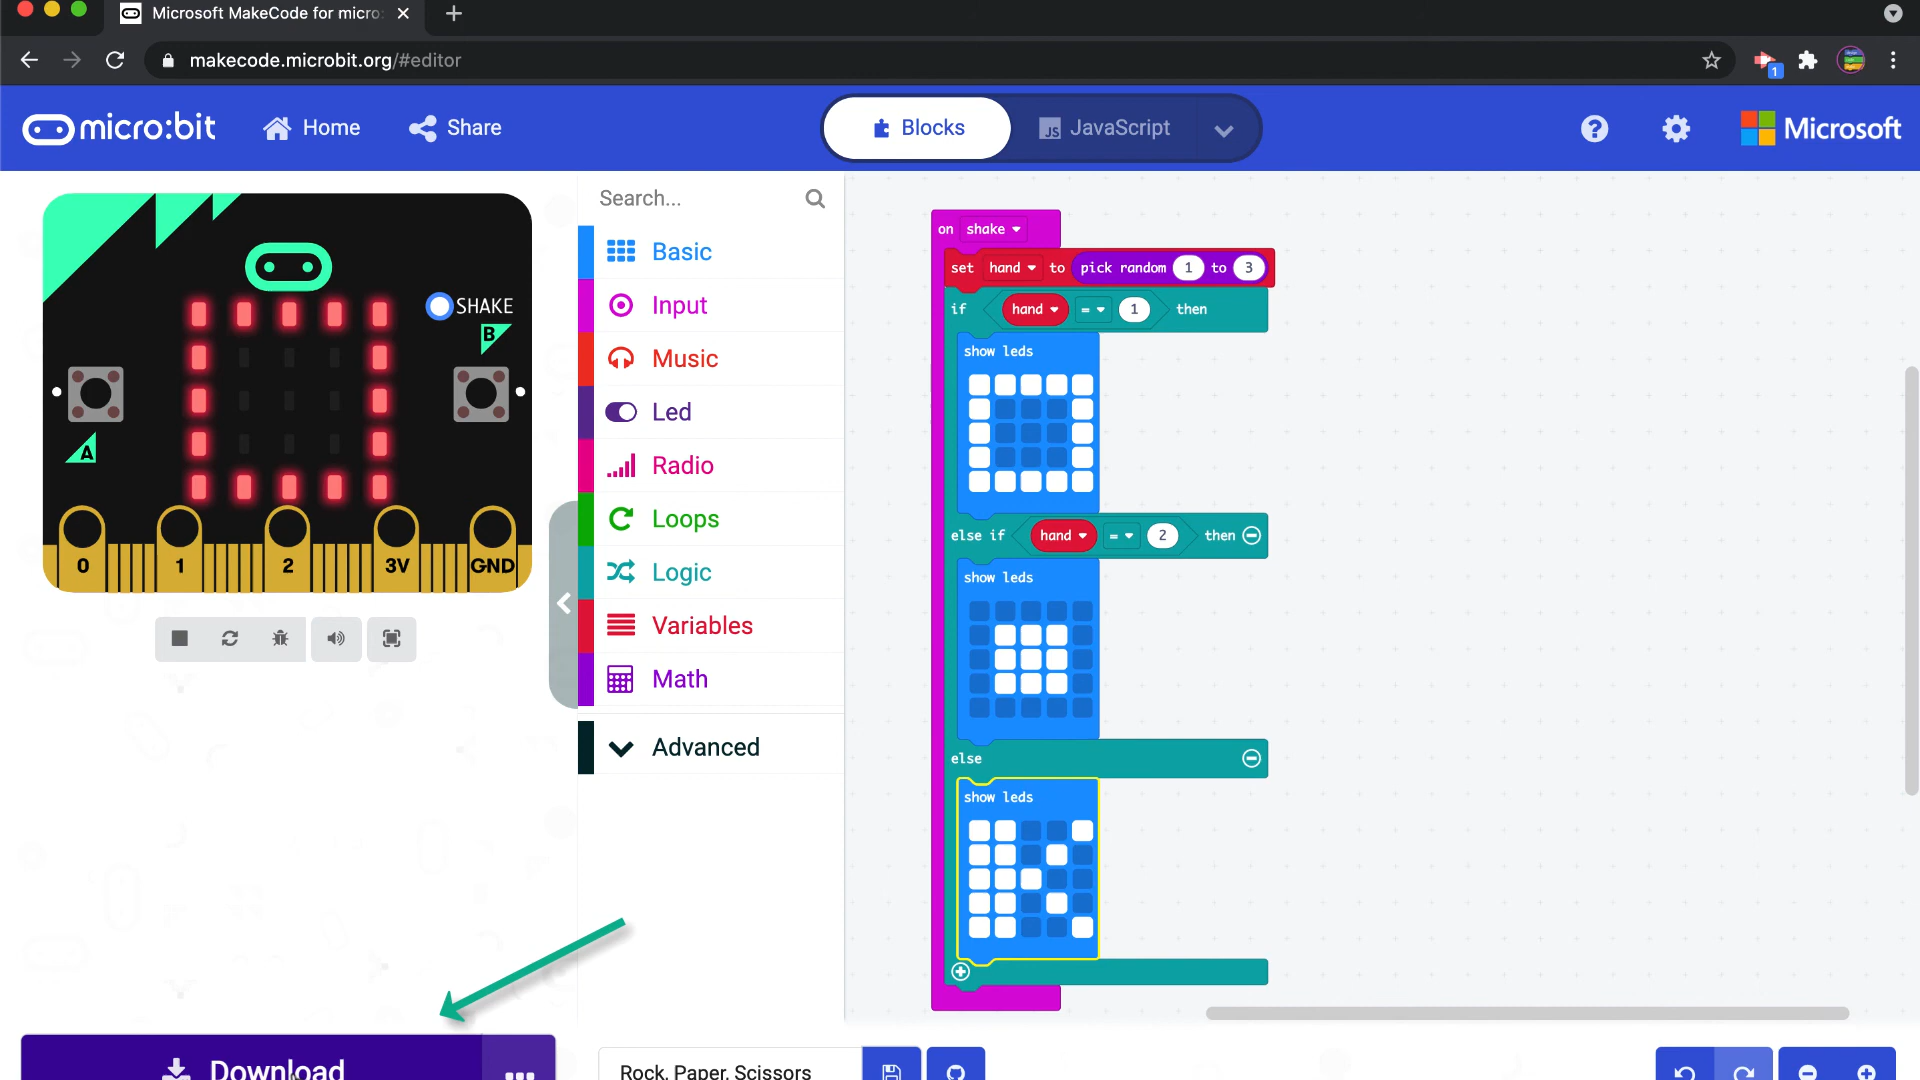 Microsoft MakeCode for micro:
makecode.microbit.org/#editor
1
micro:bit
Home
Share
Blocks
JS
JavaScript
Microsoft
SHAKE
B
A
0 1 2 3V GND
Search...
Basic
Input
Music
Led
Radio
Loops
Logic
Variables
Math
Advanced
on shake
set hand to pick random 1 to 3
if hand = 1 then
show leds
else if hand = 2 then
show leds
else
show leds
Download
Rock, Paper, Scissors